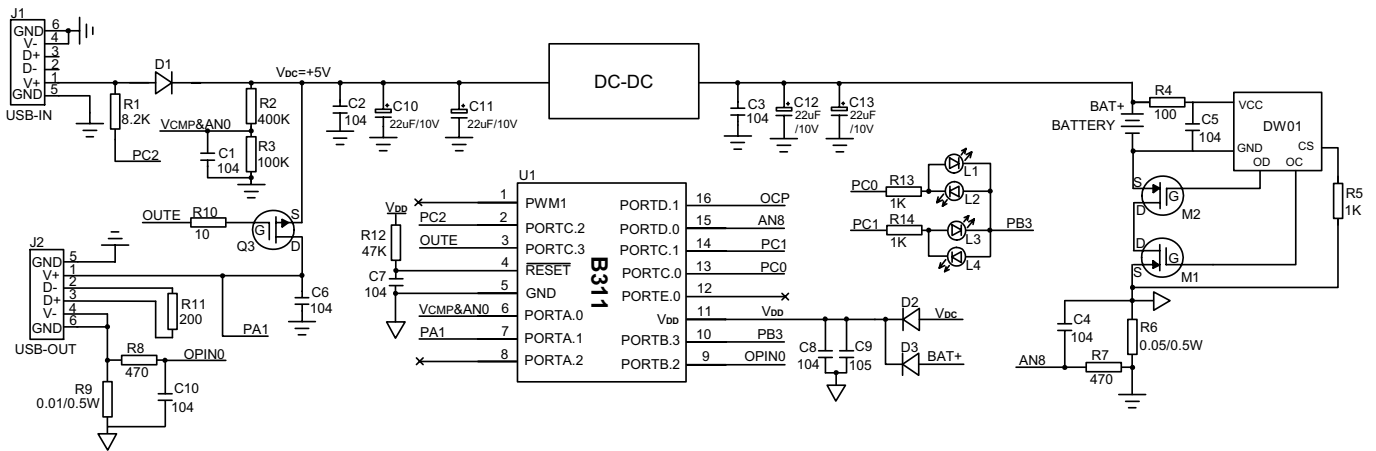 J1
GND 6
V- 4
D+ 3
D- 2
V+ 1
GND 5
USB-IN
D1
R1
8.2K
PC2
R2
400K
VCMP&AN0
R3
100K
C1
104
VDC=+5V
C2
104
C10
22uF/10V
C11
22uF/10V
DC-DC
C3
104
C12
22uF
/10V
C13
22uF
/10V
BAT+
BATTERY
R4
100
C5
104
VCC
DW01
GND
CS
OD OC
R5
1K
S
G
D
M2
D
G
S
M1
C4
104
R6
0.05/0.5W
AN8
R7
470
OUTE
R10
10
G
S
D
Q3
J2
GND 5
V+ 1
D- 2
D+ 3
V- 4
GND 6
USB-OUT
R11
200
PA1
C6
104
R8
470
OPIN0
R9
0.01/0.5W
C10
104
VDD
R12
47K
C7
104
U1
B311
1 PWM1
PC2 2 PORTC.2
OUTE 3 PORTC.3
4 RESET
5 GND
VCMP&AN0 6 PORTA.0
PA1 7 PORTA.1
8 PORTA.2
PORTD.1 16 OCP
PORTD.0 15 AN8
PORTC.1 14 PC1
PORTC.0 13 PC0
PORTE.0 12
VDD 11 VDD
PORTB.3 10 PB3
PORTB.2 9 OPIN0
PC0
R13
1K
L1
L2
PC1
R14
1K
L3
L4
PB3
C8
104
C9
105
D2
VDC
D3
BAT+